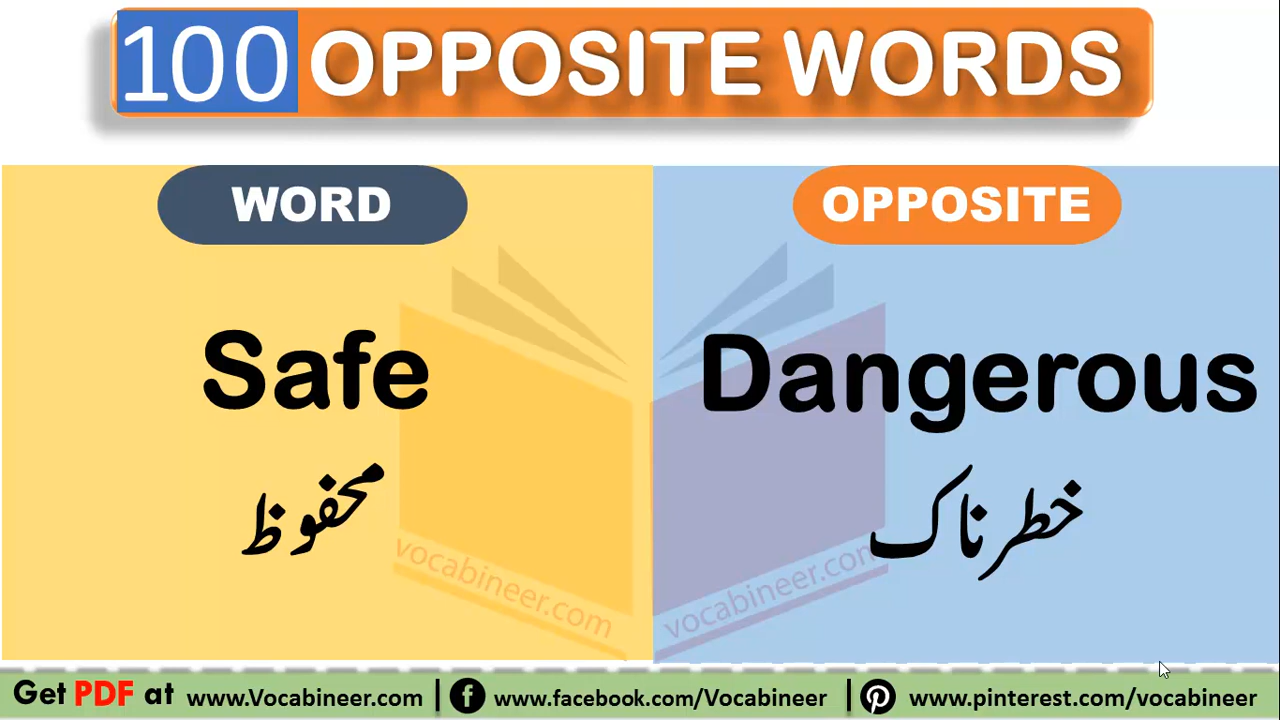 100 OPPOSITE WORDS
WORD
OPPOSITE
Safe
Dangerous
محفوظ
خطرناک
vocabineer.com
vocabineer.com
Get PDF at www.Vocabineer.com | www.facebook.com/Vocabineer | www.pinterest.com/vocabineer